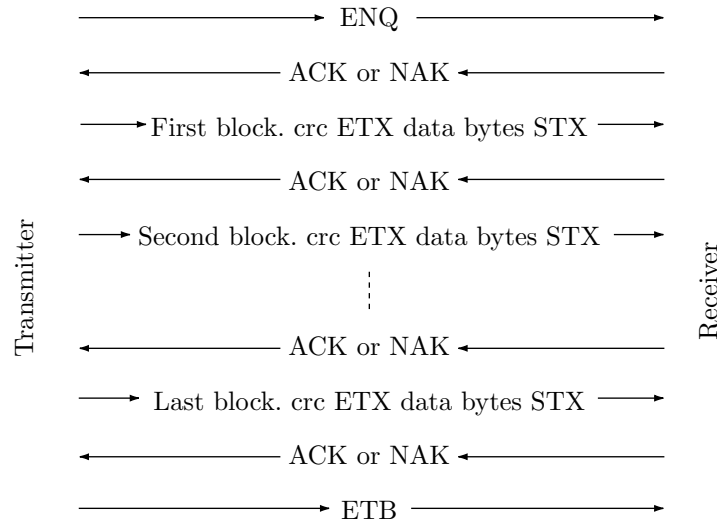 ENQ
ACK or NAK
First block. crc ETX data bytes STX
ACK or NAK
Second block. crc ETX data bytes STX
ACK or NAK
Last block. crc ETX data bytes STX
ACK or NAK
ETB
Transmitter
Receiver